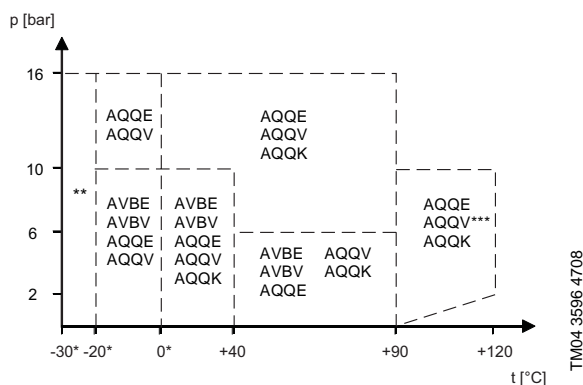 p [bar]
16
AQQE
AQQV
AQQE
AQQV
AQQK
10
**
AVBE
AVBV
AQQE
AQQV
AVBE
AVBV
AQQE
AQQV
AQQK
AQQE
AQQV***
AQQK
6
AVBE AQQV
AVBV AQQK
AQQE
2
-30* -20* 0* +40 +90 +120
t [°C]
TM04 3596 4708